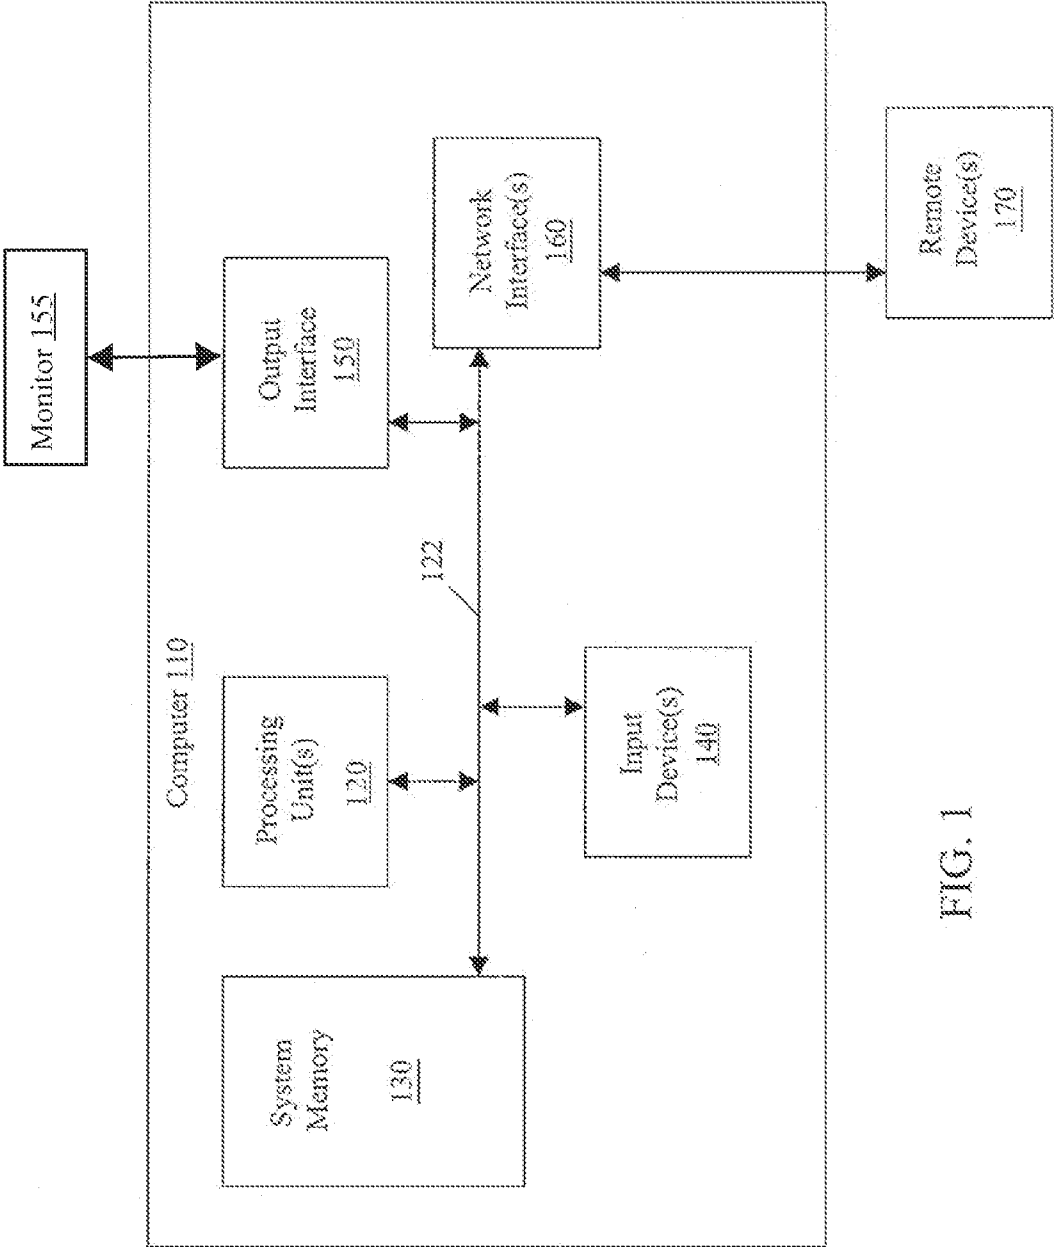 Monitor 155
Computer 110
System
Memory
130
Processing
Unit(s)
120
Output
Interface
150
122
Network
Interface(s)
160
Input
Device(s)
140
Remote
Device(s)
170
FIG. 1